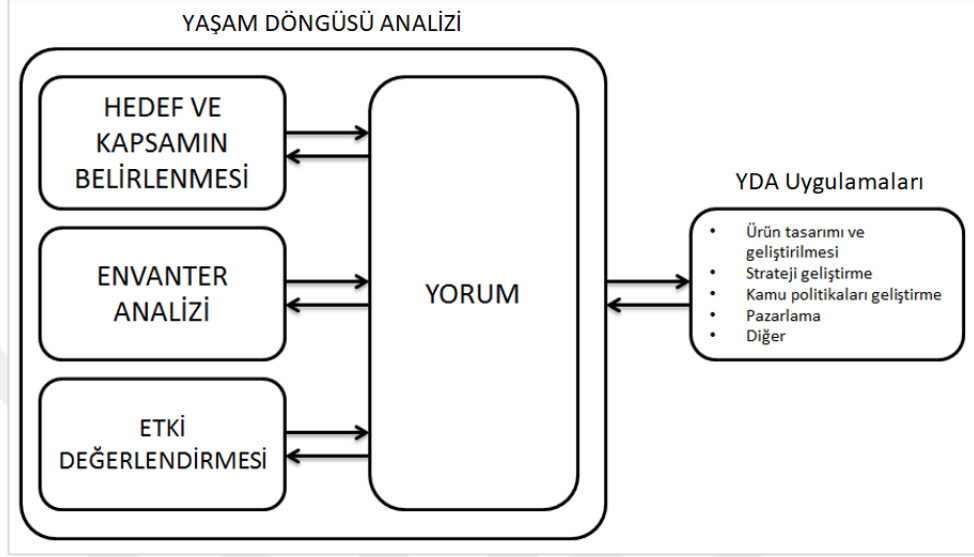 YAŞAM DÖNGÜSÜ ANALİZİ
HEDEF VE
KAPSAMIN
BELİRLENMESİ
ENVANTER
ANALİZİ
ETKİ
DEĞERLENDİRMESİ
YORUM
YDA Uygulamaları
• Ürün tasarımı ve
geliştirilmesi
• Strateji geliştirme
• Kamu politikaları geliştirme
• Pazarlama
• Diğer